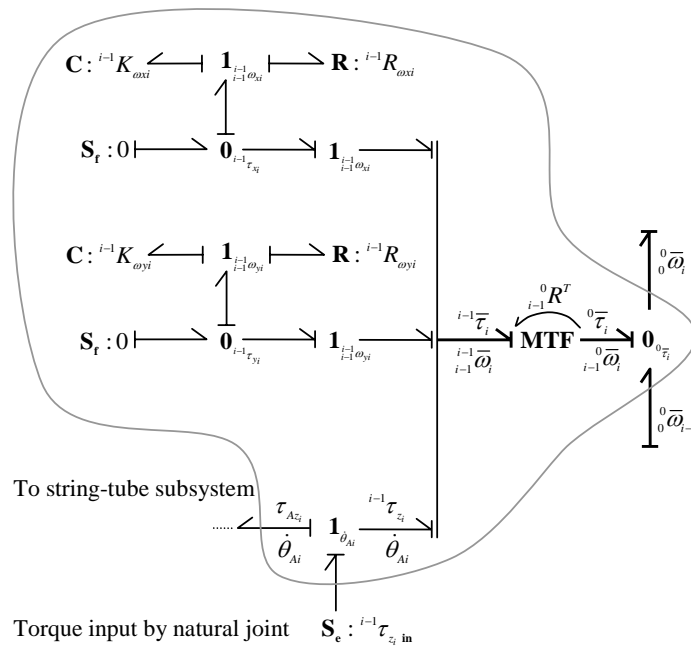 C : ^{i-1}K_{ωxi} 1_{^{i-1}_{i-1}ω_{xi}} R : ^{i-1}R_{ωxi}
S_f : 0 0_{^{i-1}τ_{x_i}} 1_{^{i-1}_{i-1}ω_{xi}}
C : ^{i-1}K_{ωyi} 1_{^{i-1}_{i-1}ω_{yi}} R : ^{i-1}R_{ωyi}
^0_0ω̅_i
^0_{i-1}R^T
S_f : 0 0_{^{i-1}τ_{y_i}} 1_{^{i-1}_{i-1}ω_{yi}} ^{i-1}τ̅_i MTF ^0τ̅_i 0_{^0τ̅_i}
^{i-1}_{i-1}ω̅_i ^0_{i-1}ω̅_i
^0_0ω̅_{i-}
To string-tube subsystem
...... τ_{Az_i} 1_{θ̇_{Ai}} ^{i-1}τ_{z_i}
θ̇_{Ai} θ̇_{Ai}
Torque input by natural joint S_e : ^{i-1}τ_{z_i in}